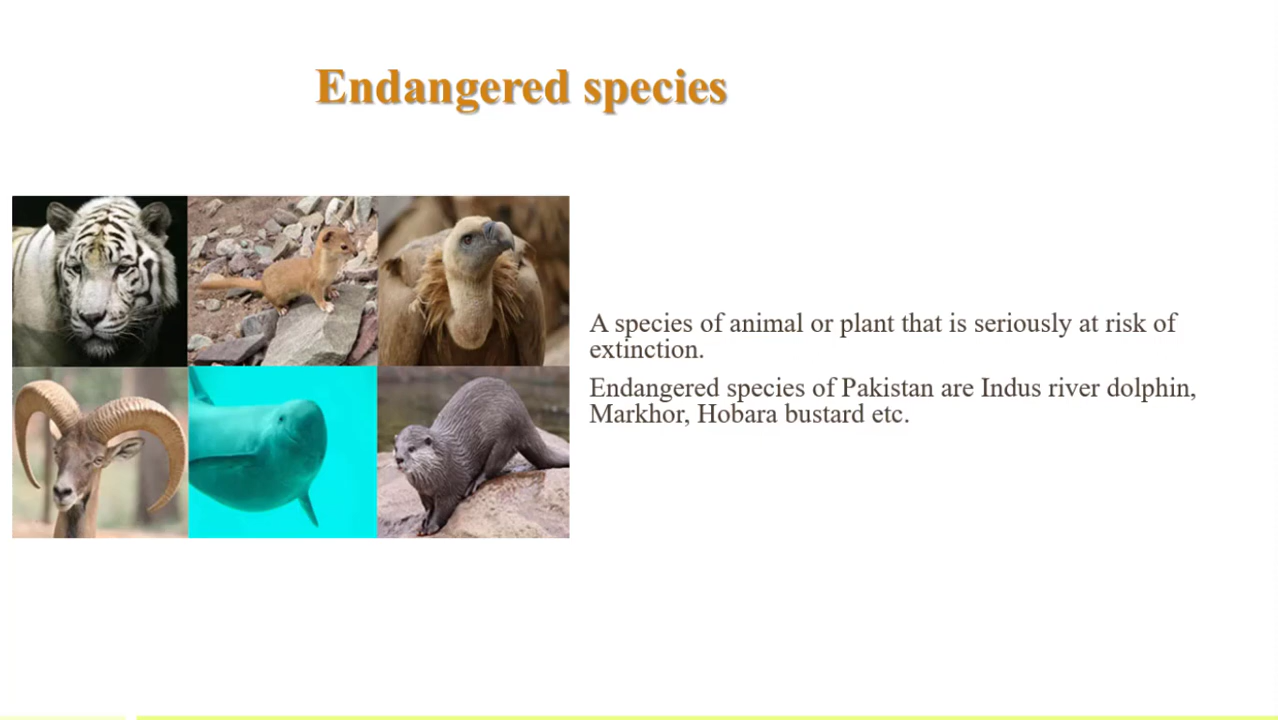 Endangered species
A species of animal or plant that is seriously at risk of
extinction.
Endangered species of Pakistan are Indus river dolphin,
Markhor, Hobara bustard etc.